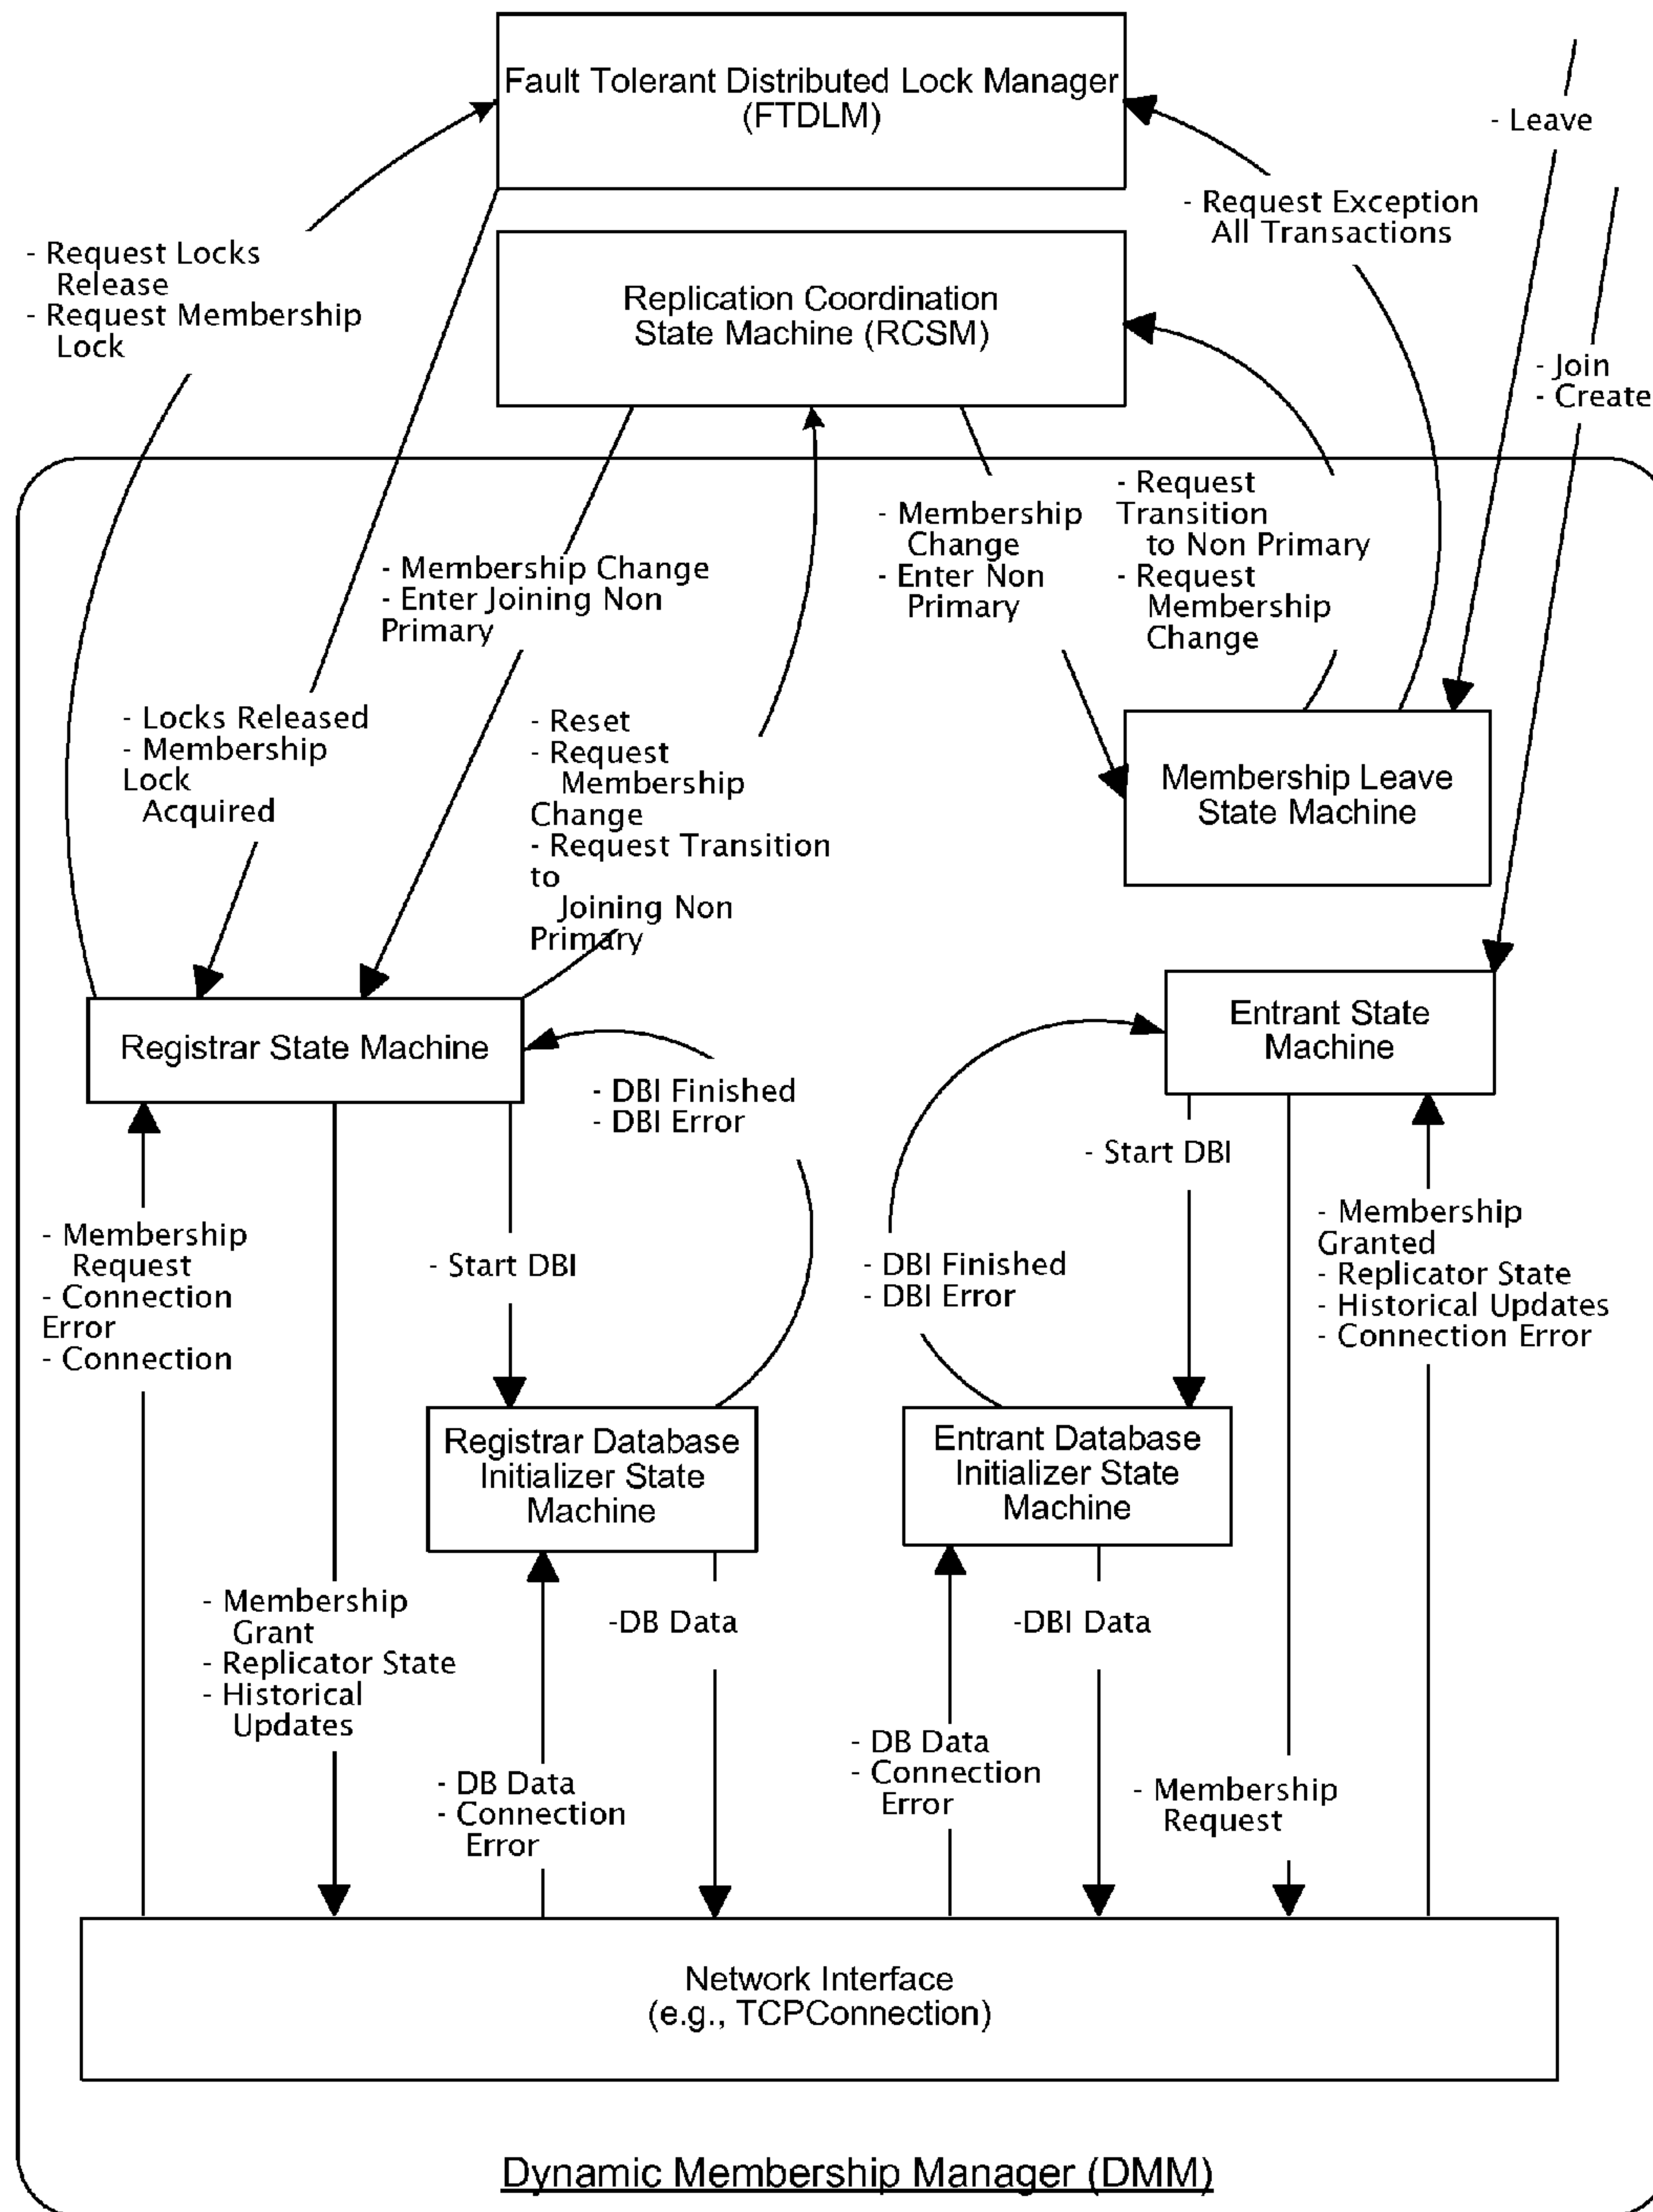 Fault Tolerant Distributed Lock Manager
(FTDLM)
- Leave
- Request Exception
All Transactions
- Request Locks
Release
- Request Membership
Lock
Replication Coordination
State Machine (RCSM)
- Join
- Create
- Request
Transition
to Non Primary
- Request
Membership
Change
- Membership
Change
- Enter Non
Primary
- Membership Change
- Enter Joining Non
Primary
- Locks Released
- Membership
Lock
Acquired
- Reset
- Request
Membership
Change
- Request Transition
to
Joining Non
Primary
Membership Leave
State Machine
Registrar State Machine
Entrant State
Machine
- DBI Finished
- DBI Error
- Start DBI
- Membership
Request
- Connection
Error
- Connection
- Start DBI
- DBI Finished
- DBI Error
- Membership
Granted
- Replicator State
- Historical Updates
- Connection Error
Registrar Database
Initializer State
Machine
Entrant Database
Initializer State
Machine
- Membership
Grant
- Replicator State
- Historical
Updates
-DB Data
-DBI Data
- DB Data
- Connection
Error
- DB Data
- Connection
Error
- Membership
Request
Network Interface
(e.g., TCPConnection)
Dynamic Membership Manager (DMM)